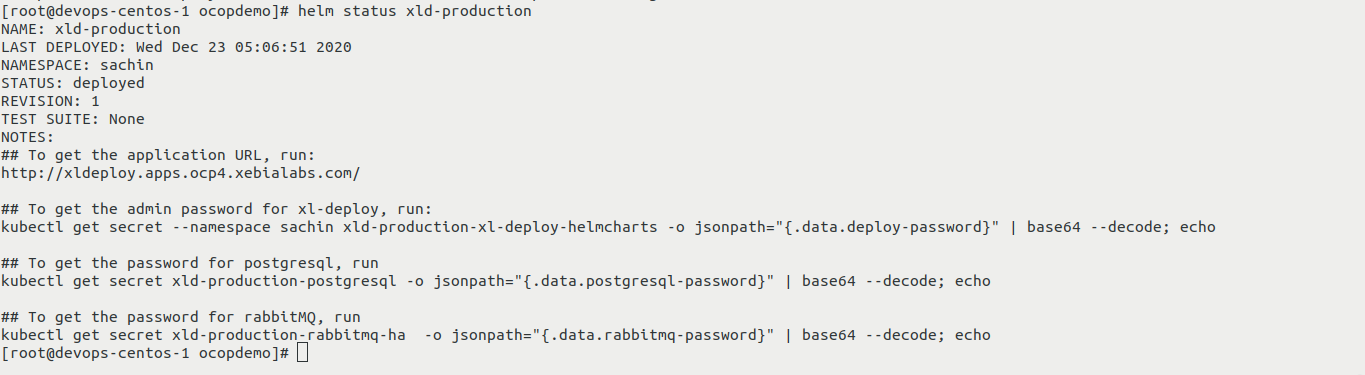 [root@devops-centos-1 ocopdemo]# helm status xld-production
NAME: xld-production
LAST DEPLOYED: Wed Dec 23 05:06:51 2020
NAMESPACE: sachin
STATUS: deployed
REVISION: 1
TEST SUITE: None
NOTES:
## To get the application URL, run:
http://xldeploy.apps.ocp4.xebialabs.com/

## To get the admin password for xl-deploy, run:
kubectl get secret --namespace sachin xld-production-xl-deploy-helmcharts -o jsonpath="{.data.deploy-password}" | base64 --decode; echo

## To get the password for postgresql, run
kubectl get secret xld-production-postgresql -o jsonpath="{.data.postgresql-password}" | base64 --decode; echo

## To get the password for rabbitMQ, run
kubectl get secret xld-production-rabbitmq-ha  -o jsonpath="{.data.rabbitmq-password}" | base64 --decode; echo
[root@devops-centos-1 ocopdemo]#